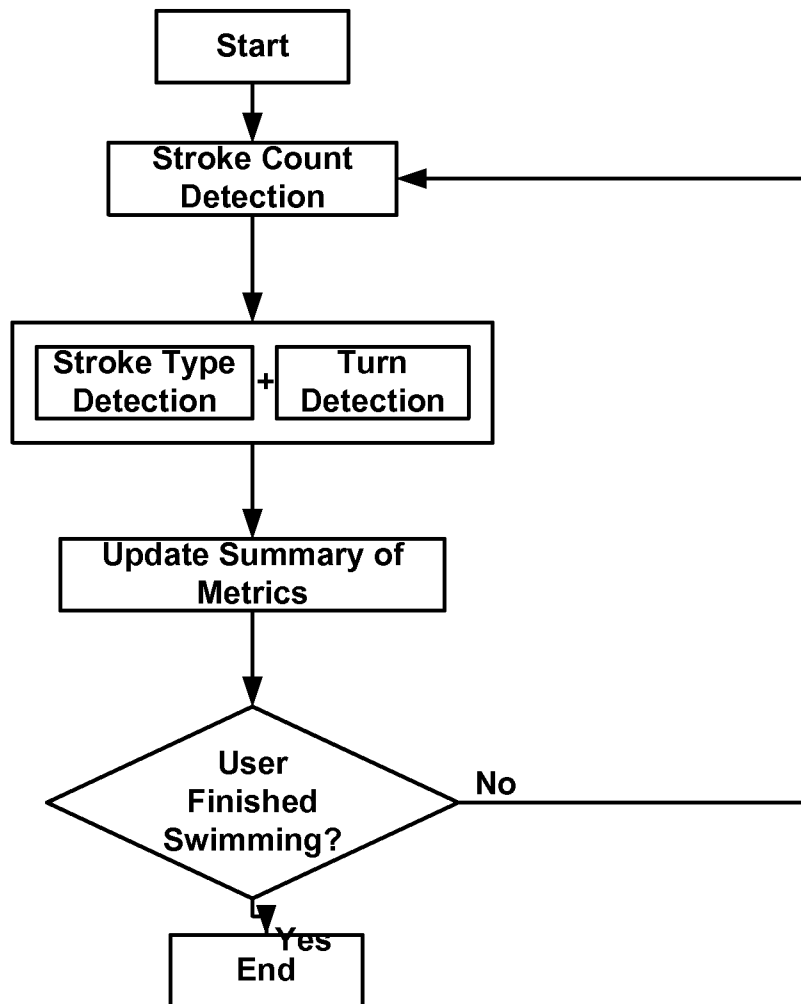 Start
Stroke Count
Detection
Stroke Type
Detection
+
Turn
Detection
Update Summary of
Metrics
User
Finished
Swimming?
No
Yes
End